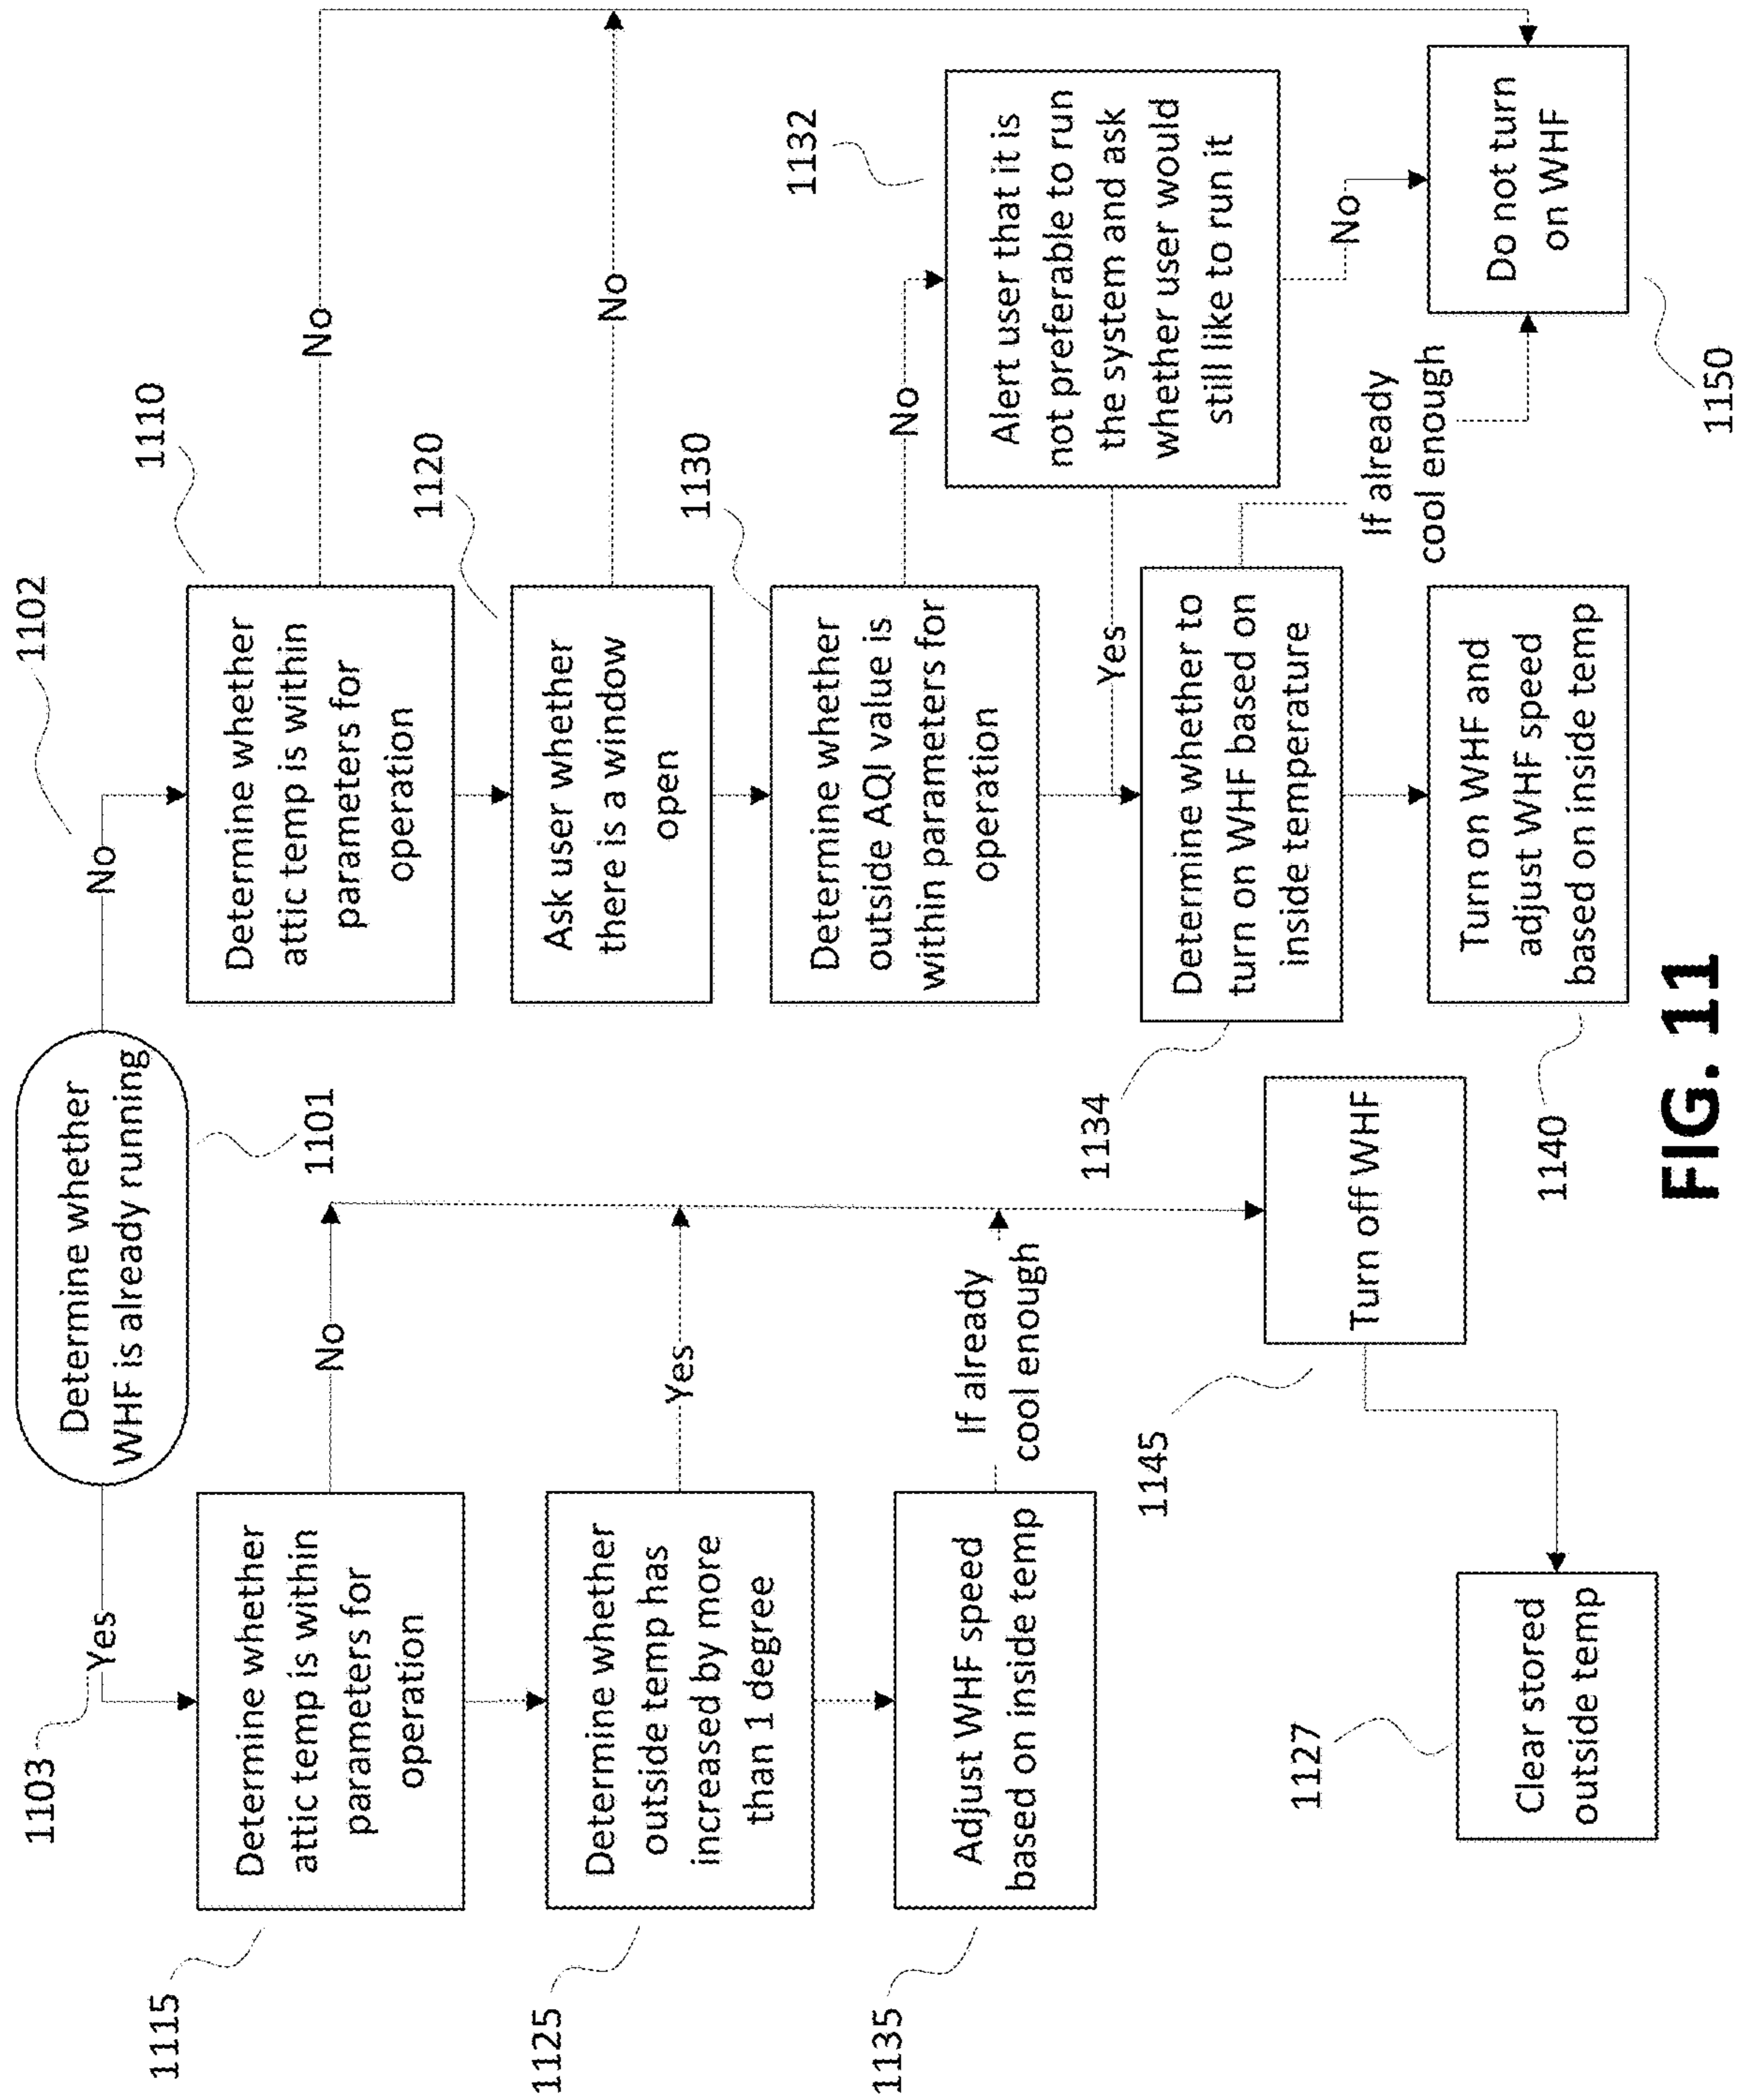 Determine whether
WHF is already running
1101
Yes
1103
No
1102
Determine whether
attic temp is within
parameters for
operation
1115
No
Determine whether
outside temp has
increased by more
than 1 degree
1125
Yes
Adjust WHF speed
based on inside temp
1135
If already
cool enough
Turn off WHF
1145
Clear stored
outside temp
1127
Determine whether
attic temp is within
parameters for
operation
1110
No
Ask user whether
there is a window
open
1120
No
Determine whether
outside AQI value is
within parameters for
operation
1130
No
Alert user that it is
not preferable to run
the system and ask
whether user would
still like to run it
1132
Yes
No
Determine whether to
turn on WHF based on
inside temperature
1134
If already
cool enough
Turn on WHF and
adjust WHF speed
based on inside temp
1140
Do not turn
on WHF
1150
FIG. 11